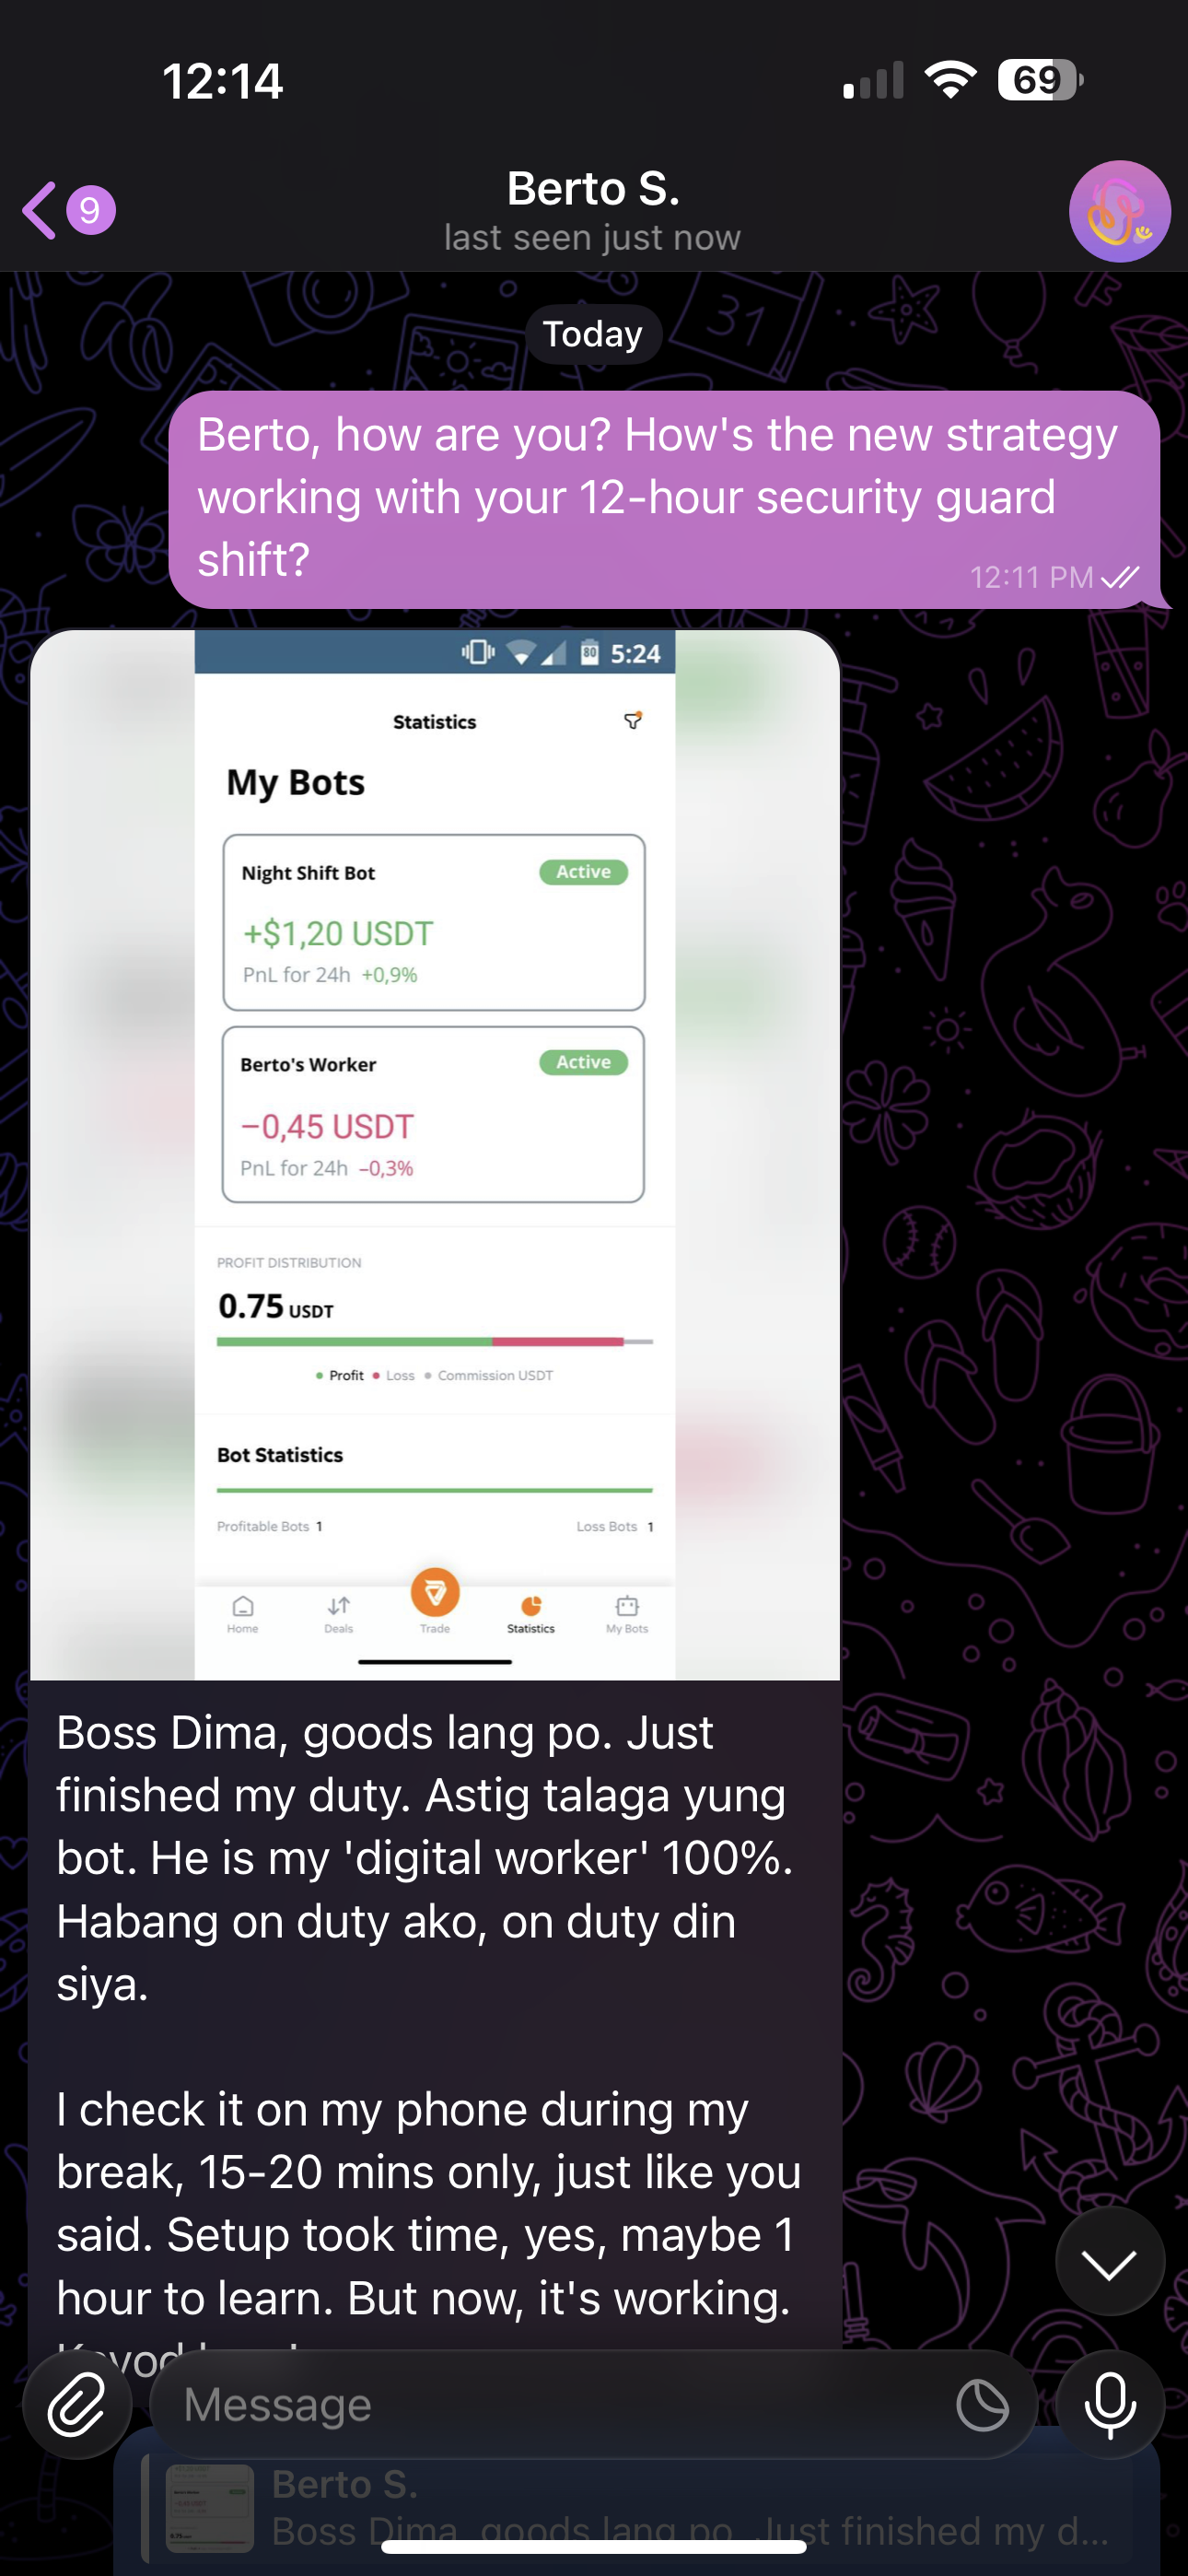 12:14
69
9
Berto S.
last seen just now
31
Today
Berto, how are you? How's the new strategy
working with your 12-hour security guard
shift?
12:11 PM
80 5:24
Statistics
My Bots
Night Shift Bot
Active
+$1,20 USDT
PnL for 24h +0,9%
Berto's Worker
Active
−0,45 USDT
PnL for 24h −0,3%
PROFIT DISTRIBUTION
0.75 USDT
Profit Loss Commission USDT
Bot Statistics
Profitable Bots 1 Loss Bots 1
Home Deals Trade Statistics My Bots
Boss Dima, goods lang po. Just
finished my duty. Astig talaga yung
bot. He is my 'digital worker' 100%.
Habang on duty ako, on duty din
siya.
I check it on my phone during my
break, 15-20 mins only, just like you
said. Setup took time, yes, maybe 1
hour to learn. But now, it's working.
Message
Berto S.
Boss Dima, goods lang po. Just finished my d...